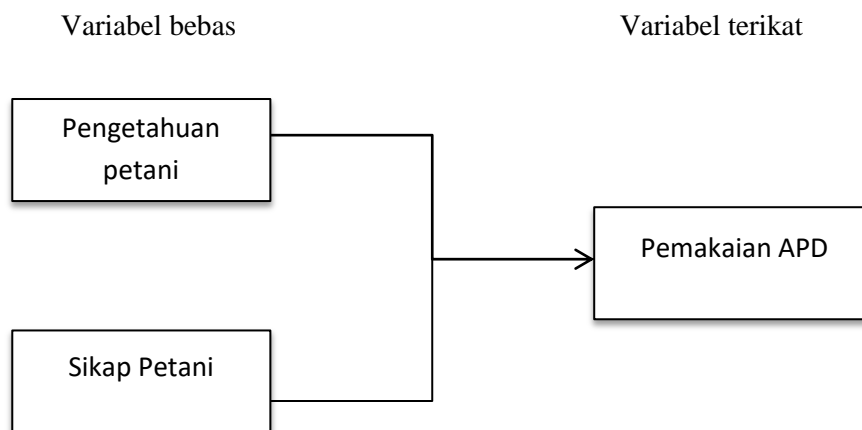 Variabel bebas
Variabel terikat
Pengetahuan
petani
Pemakaian APD
Sikap Petani